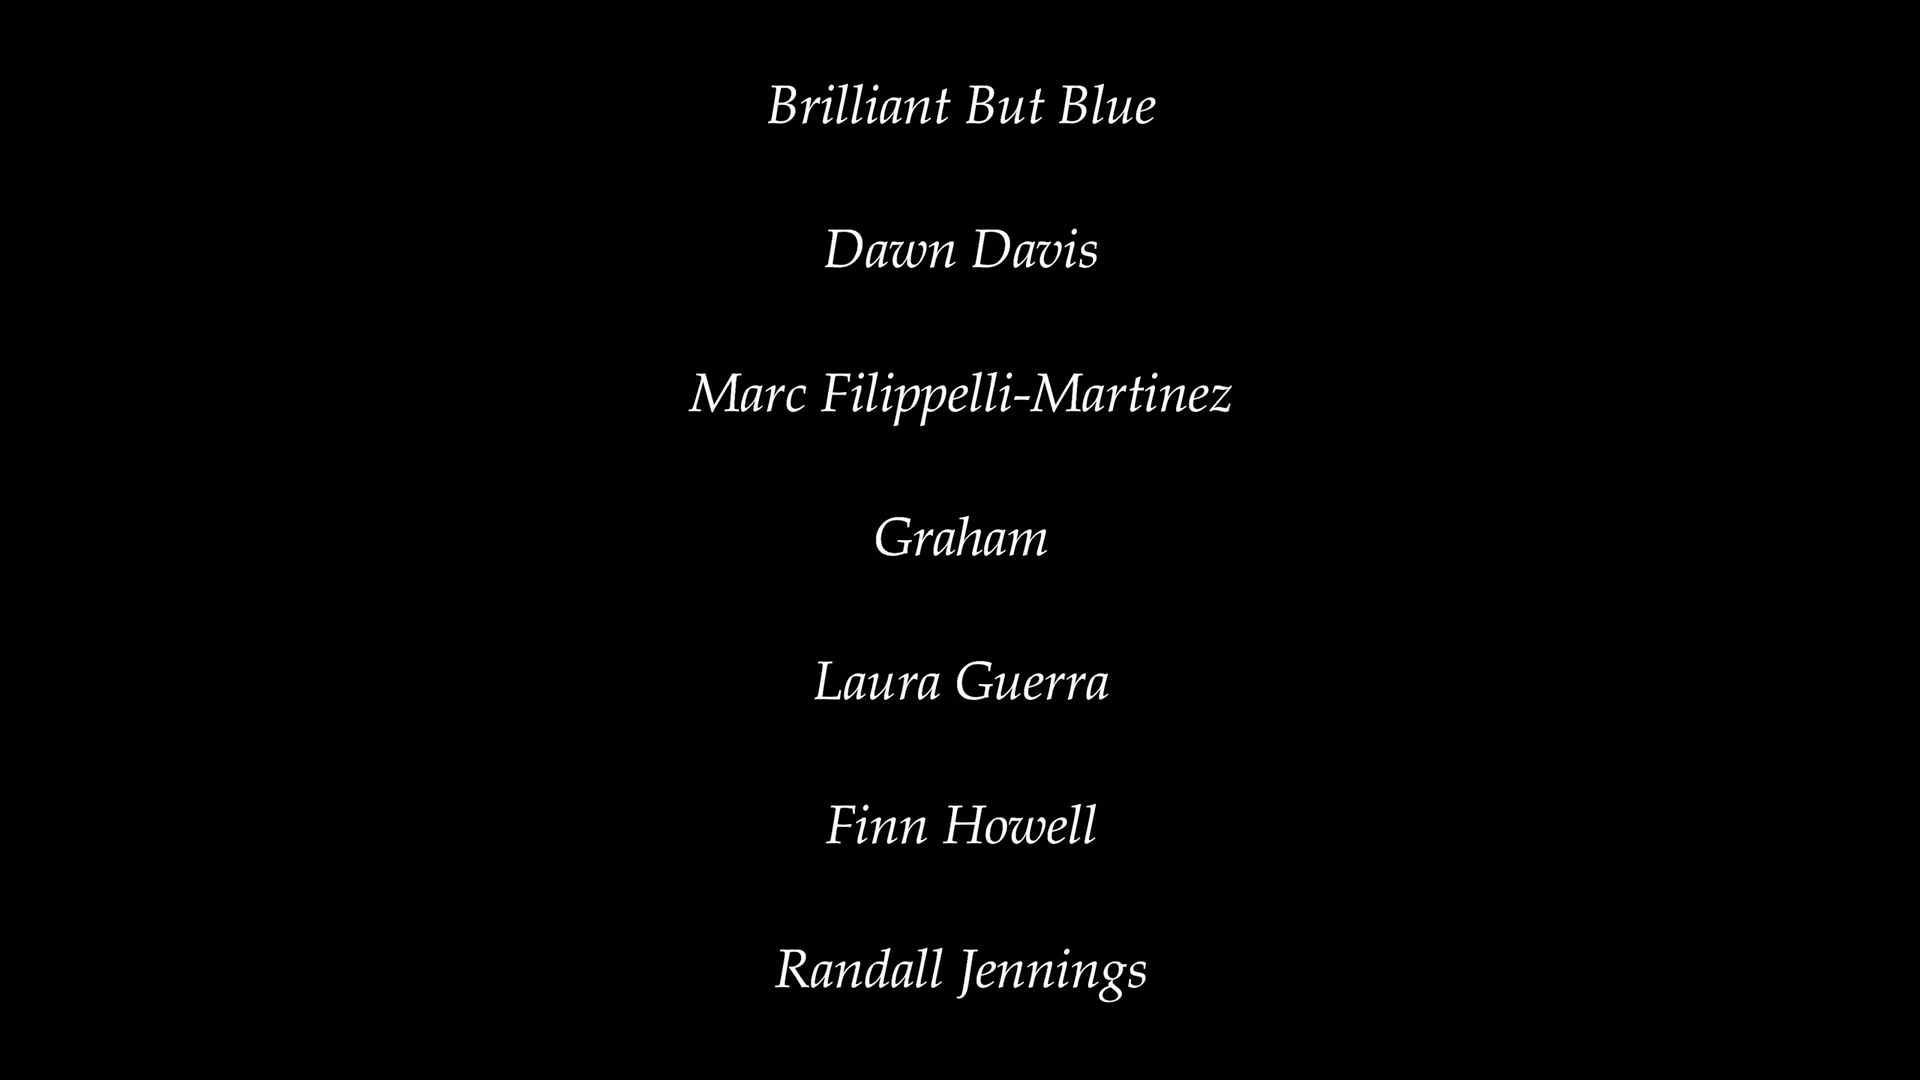 Brilliant But Blue
Dawn Davis
Marc Filippelli-Martinez
Graham
Laura Guerra
Finn Howell
Randall Jennings